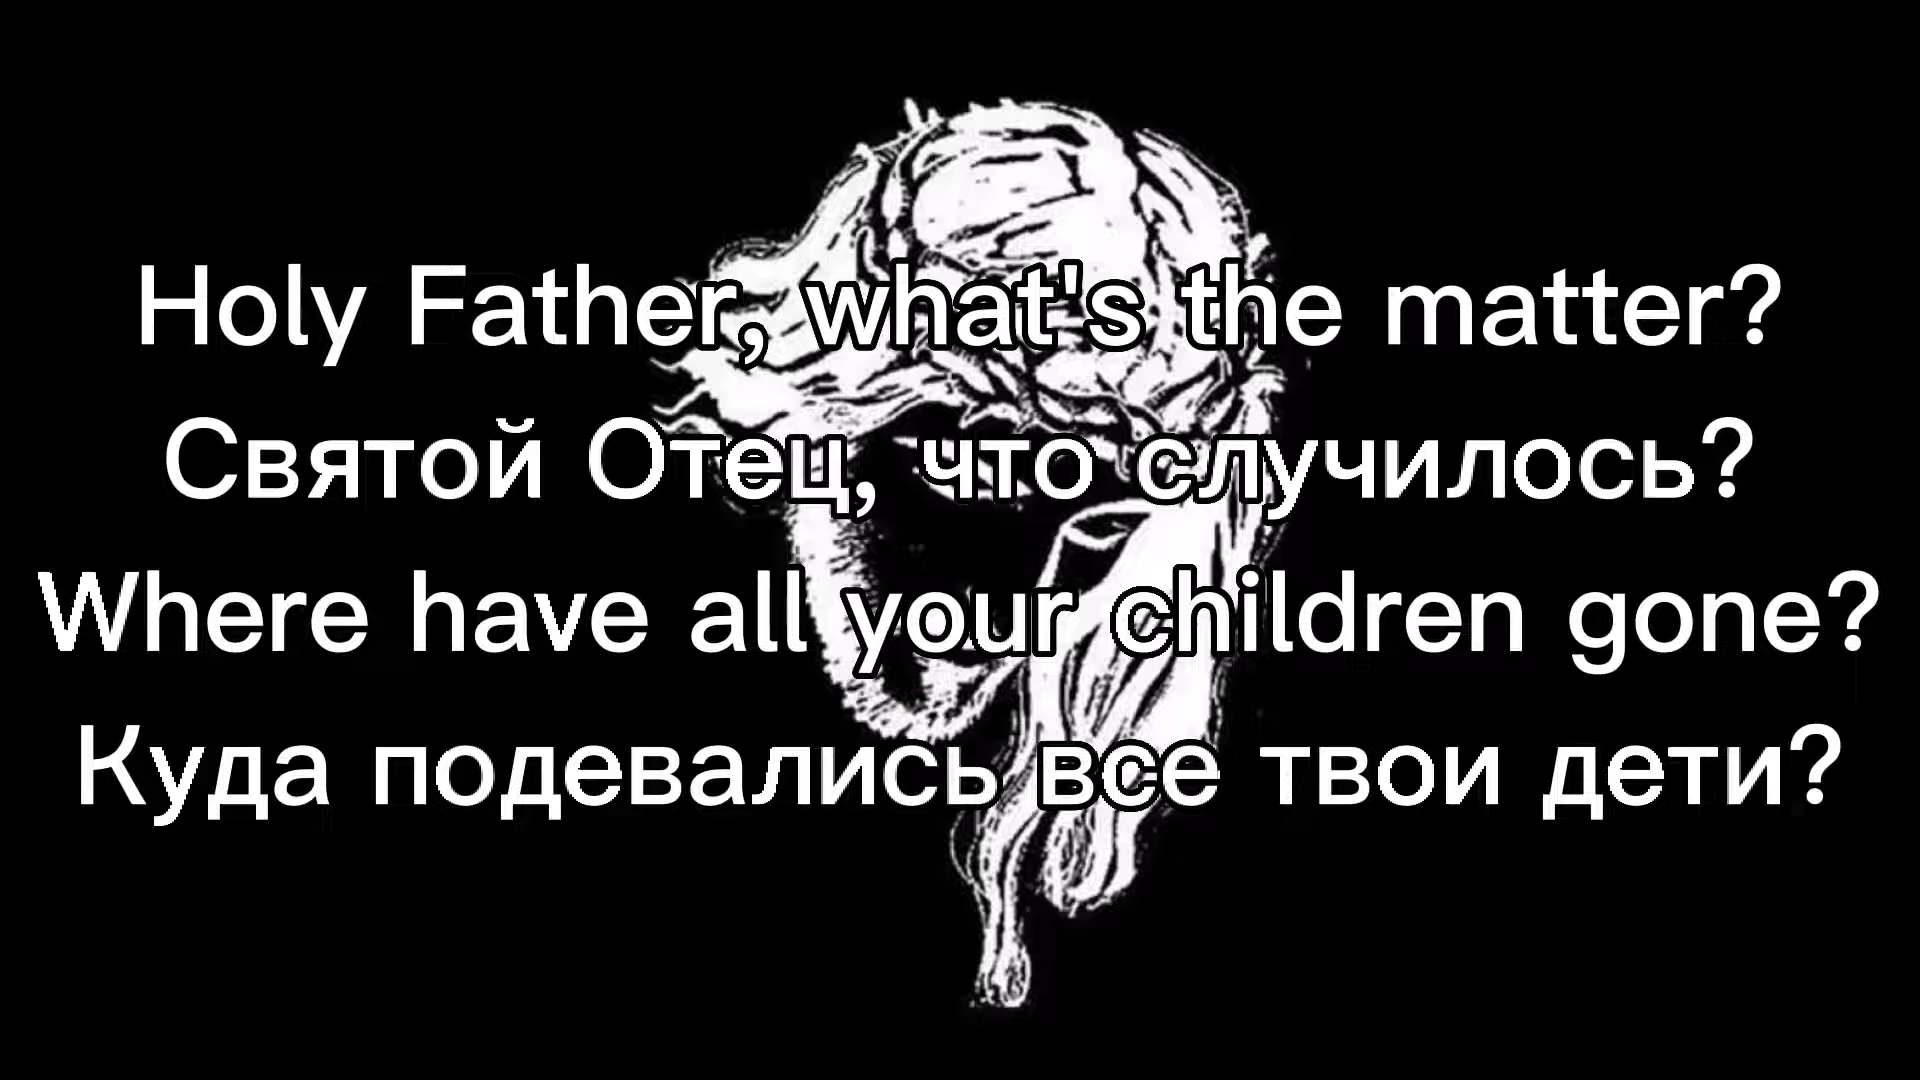 Holy Father, what's the matter?
Святой Отец, что случилось?
Where have all your children gone?
Куда подевались все твои дети?